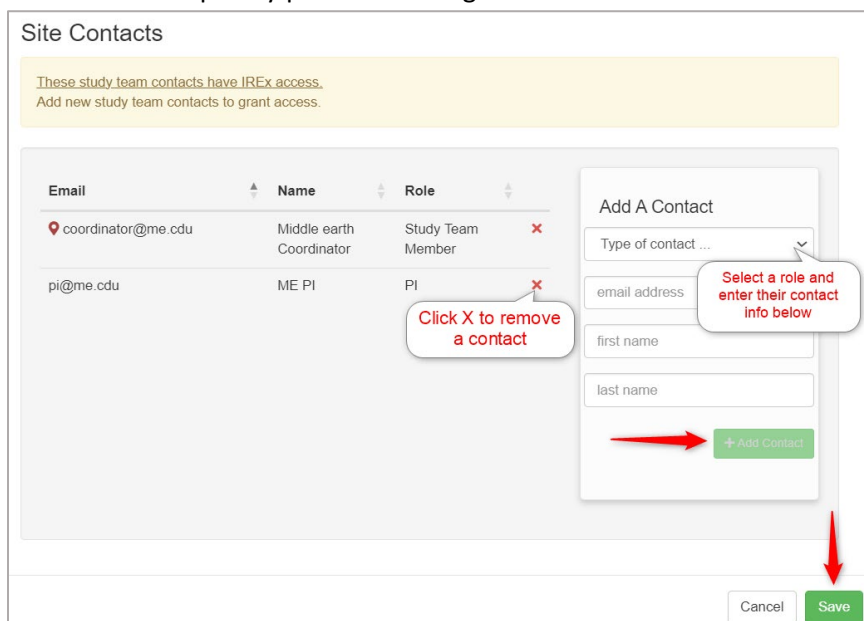 Site Contacts
These study team contacts have IREx access.
Add new study team contacts to grant access.
Email Name Role
coordinator@me.cdu Middle earth Coordinator Study Team Member
pi@me.cdu ME PI PI
Click X to remove
a contact
Add A Contact
Type of contact ...
Select a role and
enter their contact
info below
email address
first name
last name
+ Add Contact
Cancel Save